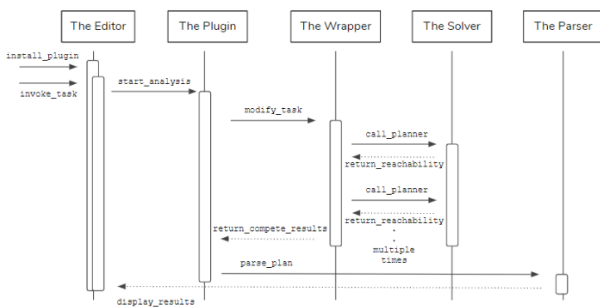 The Editor
The Plugin
The Wrapper
The Solver
The Parser
install_plugin
invoke_task
start_analysis
modify_task
call_planner
return_reachability
call_planner
return_reachability
return_compete_results
.
.
multiple
times
parse_plan
display_results